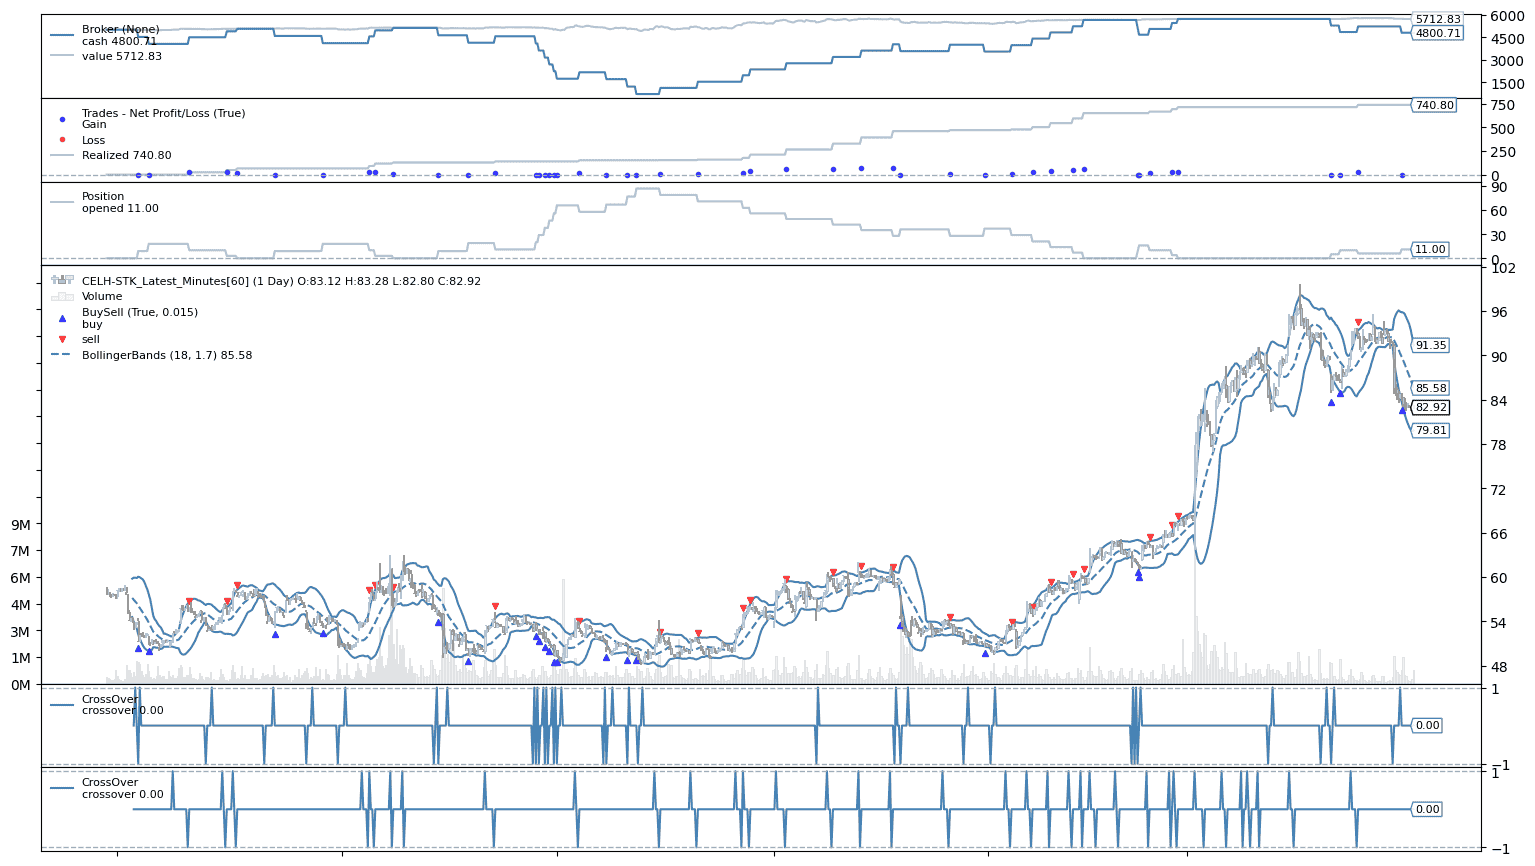 Broker (None)
cash 4800.71
value 5712.83
5712.83
4800.71
6000
4500
3000
1500
Trades - Net Profit/Loss (True)
Gain
Loss
Realized 740.80
740.80
750
500
250
0
Position
opened 11.00
11.00
90
60
30
0
CELH-STK_Latest_Minutes[60] (1 Day) O:83.12 H:83.28 L:82.80 C:82.92
Volume
BuySell (True, 0.015)
buy
sell
BollingerBands (18, 1.7) 85.58
91.35
85.58
82.92
79.81
102
96
90
84
78
72
66
60
54
48
9M
7M
6M
4M
3M
1M
0M
CrossOver
crossover 0.00
0.00
1
−1
CrossOver
crossover 0.00
0.00
1
−1